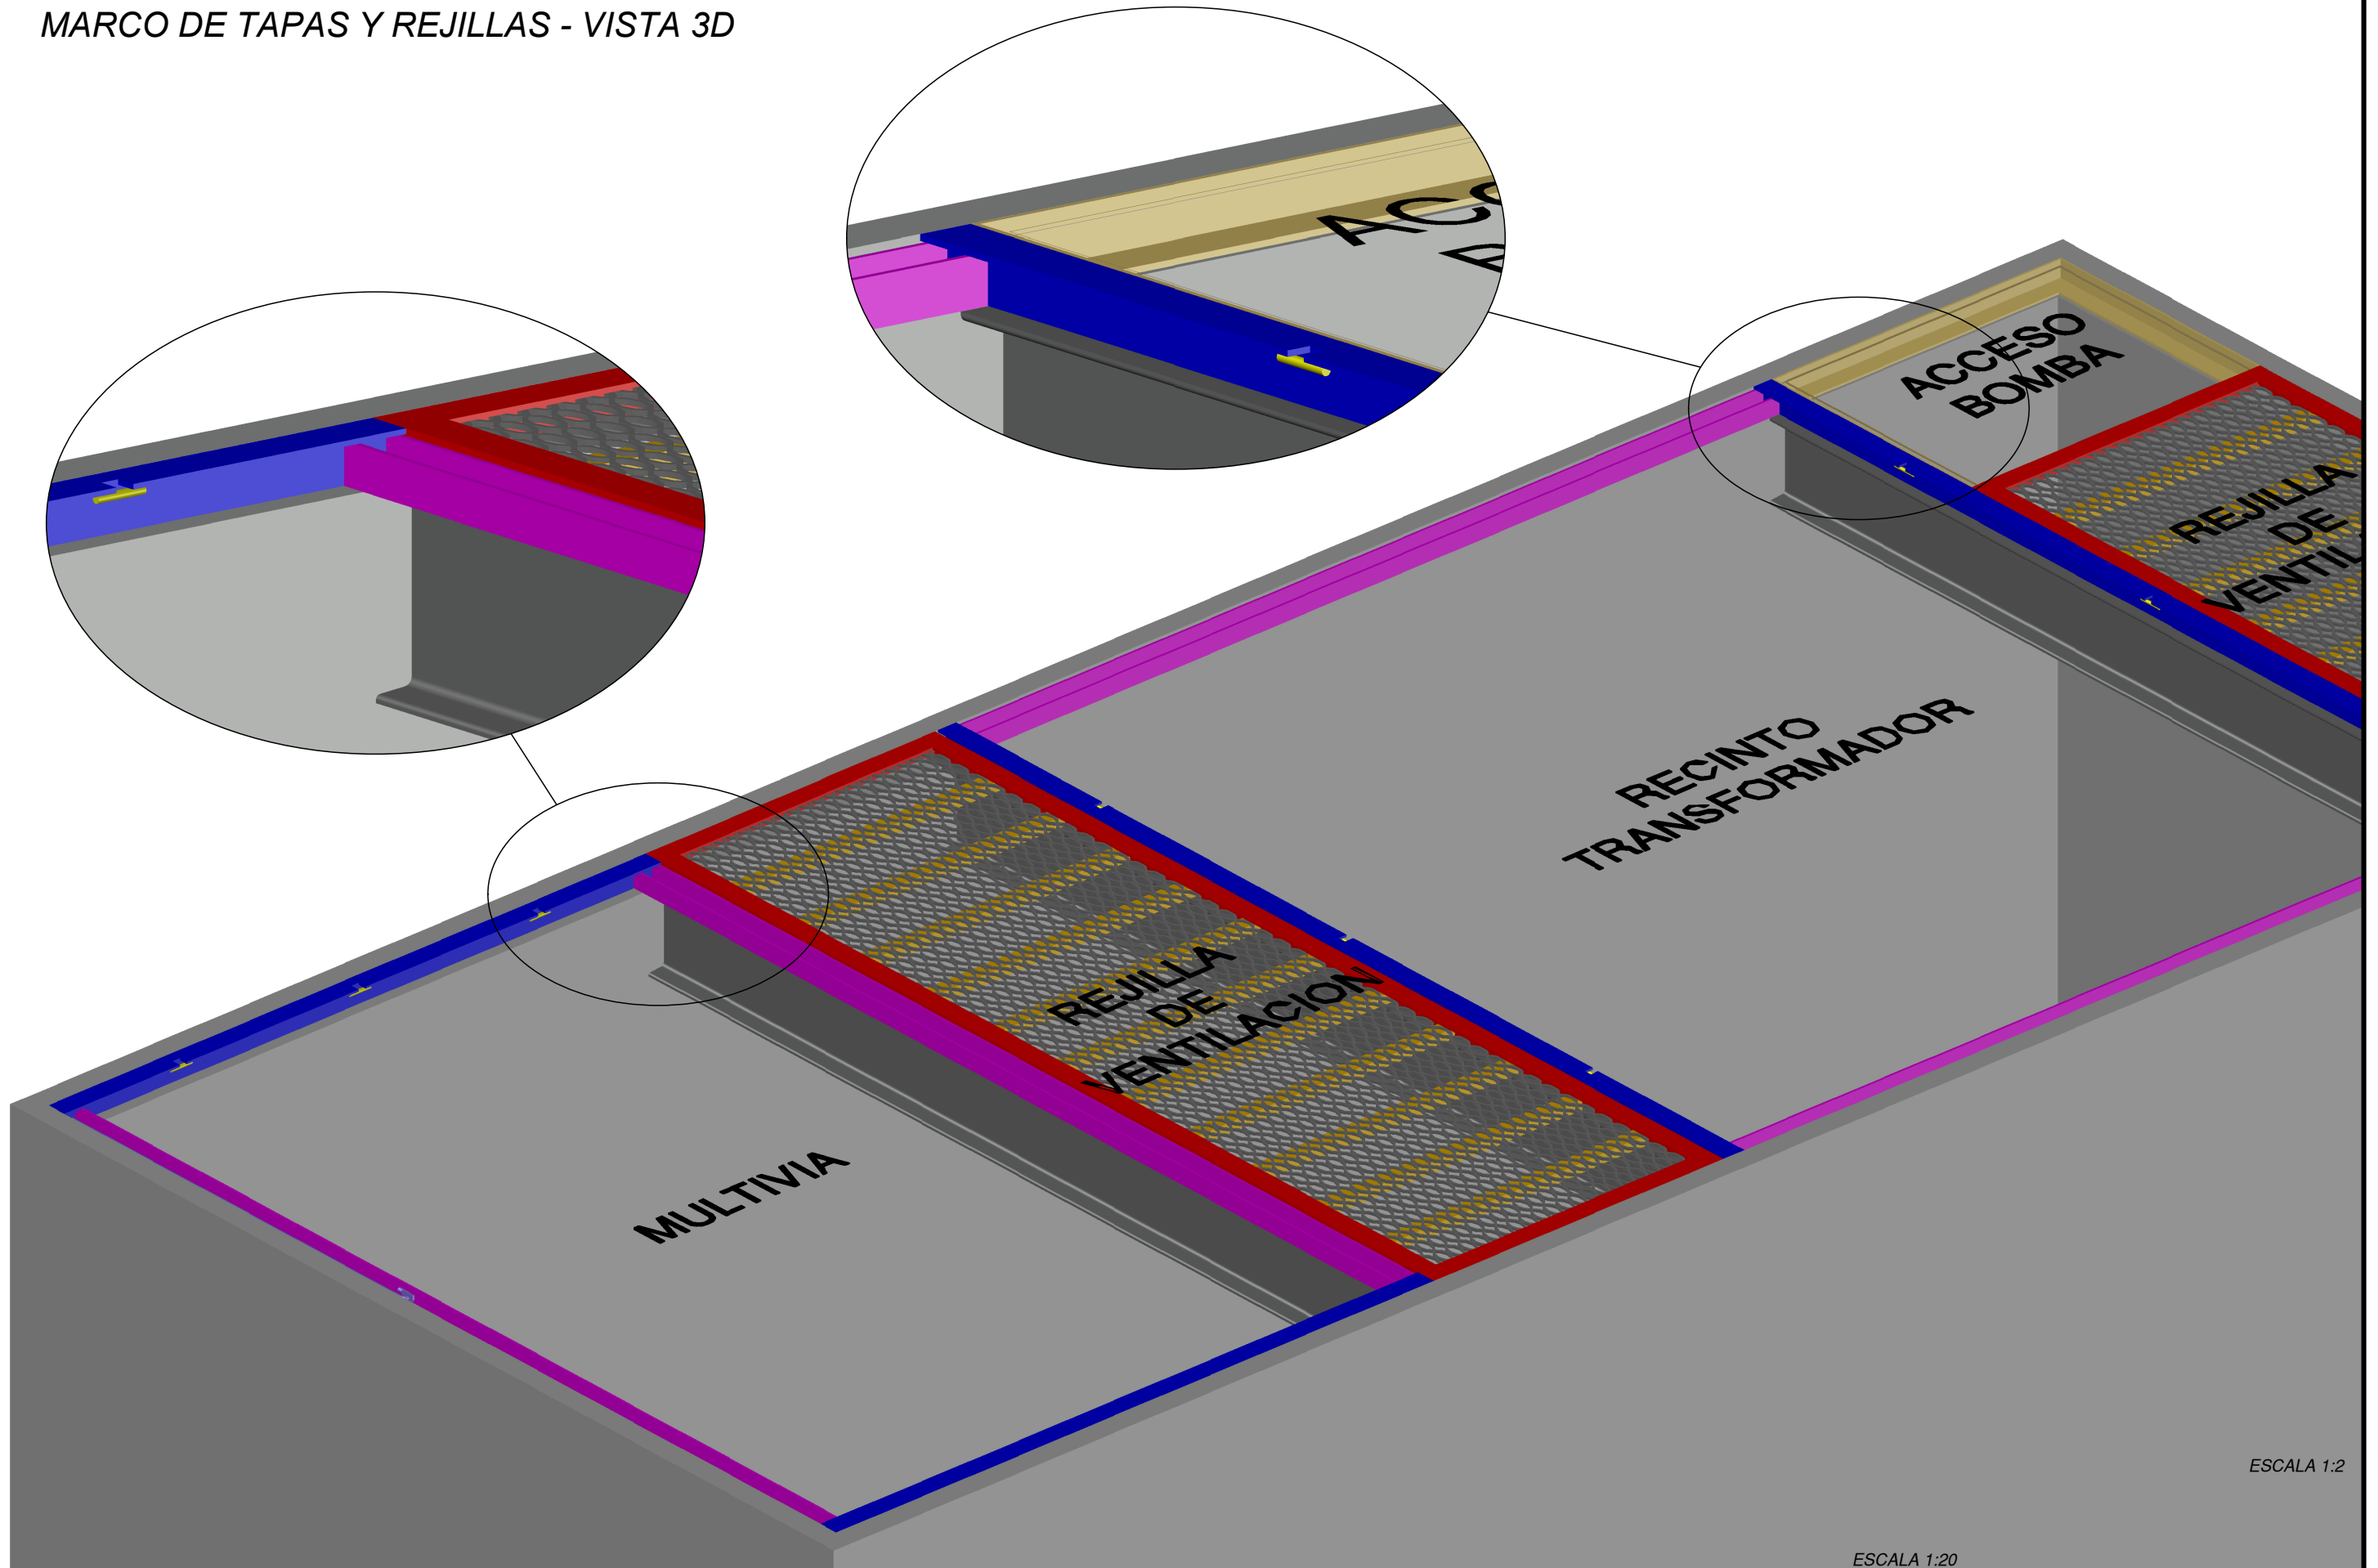 MARCO DE TAPAS Y REJILLAS - VISTA 3D
ACCESO
BOMBA
REJILLA
DE
RECINTO
TRANSFORMADOR
REJILLA
DE
VENTILACION
MULTIVIA
ESCALA 1:2
ESCALA 1:20